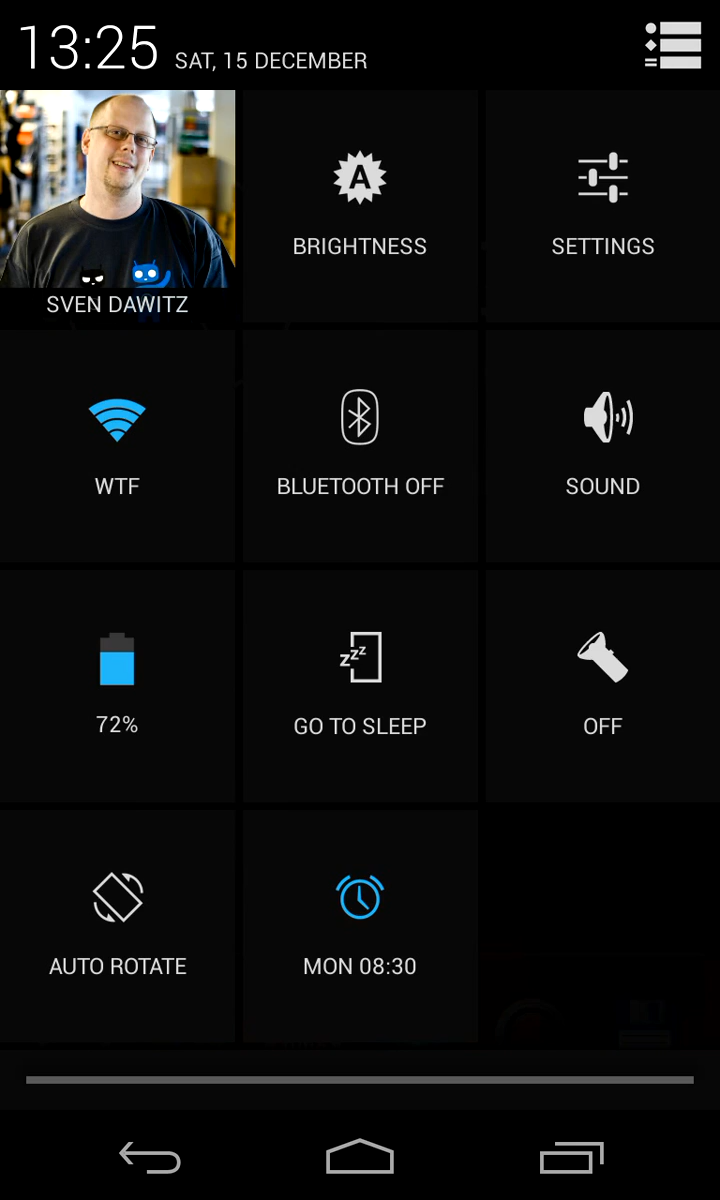 13:25 SAT, 15 DECEMBER
SVEN DAWITZ
A
BRIGHTNESS
SETTINGS
WTF
BLUETOOTH OFF
SOUND
72%
zzz
GO TO SLEEP
OFF
AUTO ROTATE
MON 08:30